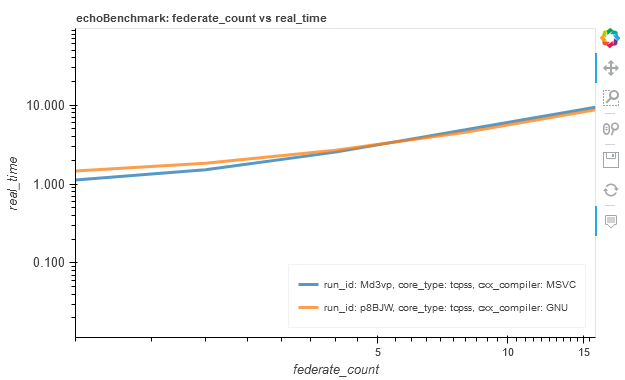 echoBenchmark: federate_count vs real_time
10.000
1.000
0.100
real_time
run_id: Md3vp, core_type: tcpss, cxx_compiler: MSVC
run_id: p8BJW, core_type: tcpss, cxx_compiler: GNU
5
10
15
federate_count